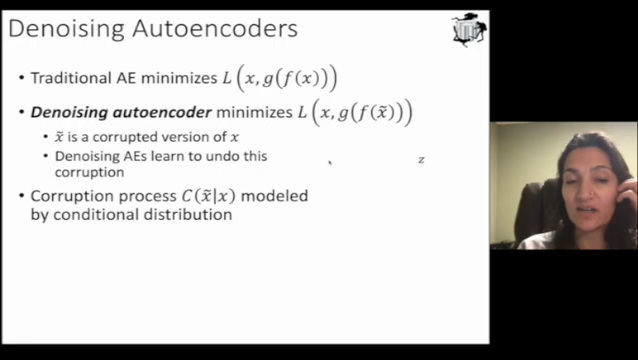 Denoising Autoencoders
• Traditional AE minimizes L(x, g(f(x)))
• Denoising autoencoder minimizes L(x, g(f(x̃)))
• x̃ is a corrupted version of x
• Denoising AEs learn to undo this
corruption
z
• Corruption process C(x̃|x) modeled
by conditional distribution